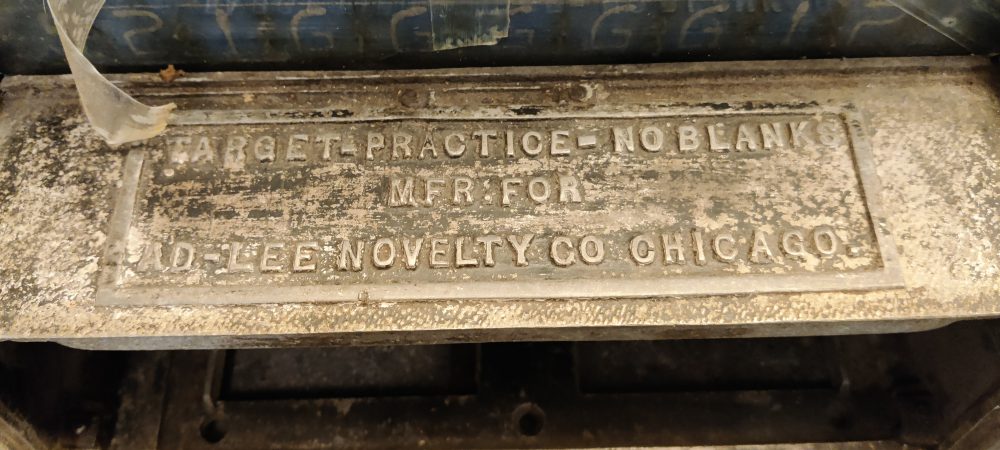 TARGET-PRACTICE-NO BLANKS
MFR. FOR
AD-LEE NOVELTY CO CHICAGO.